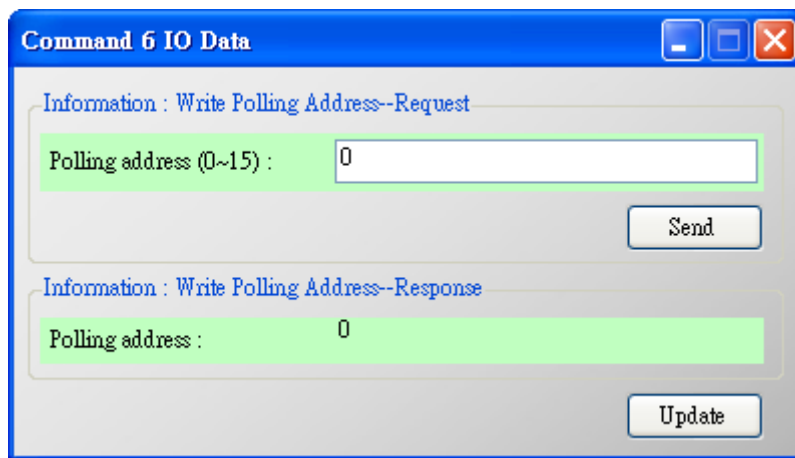 Command 6 IO Data
Information : Write Polling Address--Request
Polling address (0~15) : 0
Send
Information : Write Polling Address--Response
Polling address : 0
Update